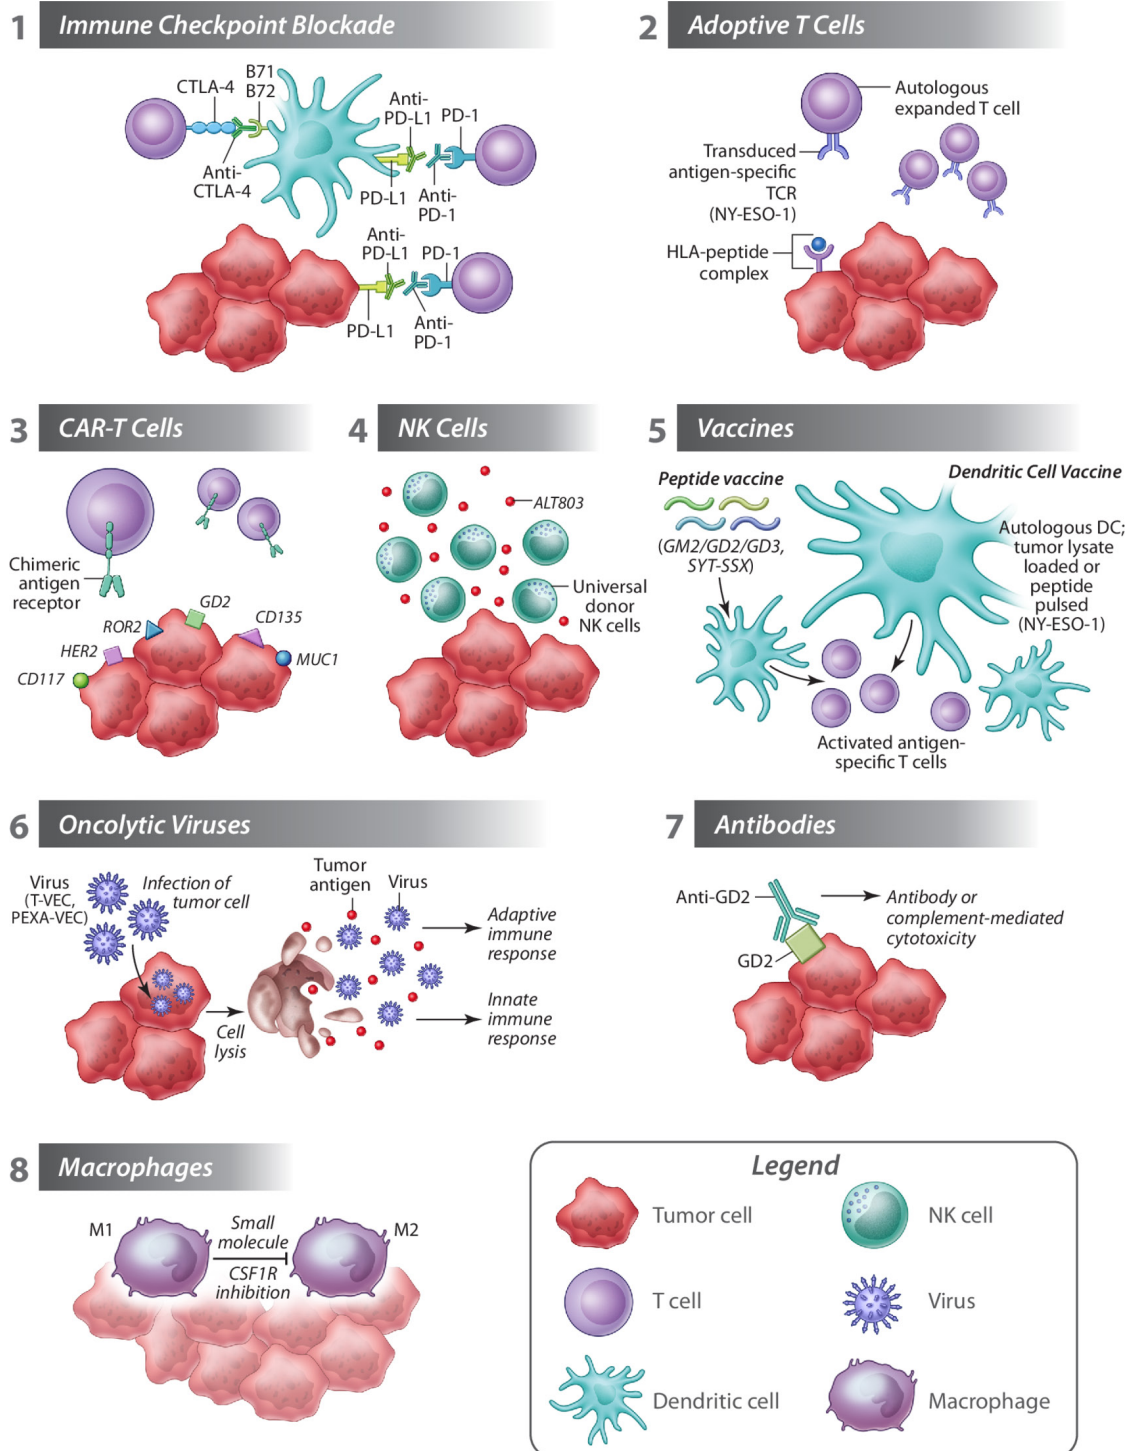 1 Immune Checkpoint Blockade
CTLA-4
B71
B72
Anti-
CTLA-4
Anti-
PD-L1
PD-1
PD-L1
Anti-
PD-1
Anti-
PD-L1
PD-1
PD-L1
Anti-
PD-1
2 Adoptive T Cells
Autologous
expanded T cell
Transduced
antigen-specific
TCR
(NY-ESO-1)
HLA-peptide
complex
3 CAR-T Cells
Chimeric
antigen
receptor
GD2
ROR2
CD135
HER2
MUC1
CD117
4 NK Cells
ALT803
Universal
donor
NK cells
5 Vaccines
Peptide vaccine
(GM2/GD2/GD3,
SYT-SSX)
Dendritic Cell Vaccine
Autologous DC;
tumor lysate
loaded or
peptide
pulsed
(NY-ESO-1)
Activated antigen-
specific T cells
6 Oncolytic Viruses
Virus
(T-VEC,
PEXA-VEC)
Infection of
tumor cell
Cell
lysis
Tumor
antigen
Virus
Adaptive
immune
response
Innate
immune
response
7 Antibodies
Anti-GD2
GD2
Antibody or
complement-mediated
cytotoxicity
8 Macrophages
M1
Small
molecule
CSF1R
inhibition
M2
Legend
Tumor cell
NK cell
T cell
Virus
Dendritic cell
Macrophage